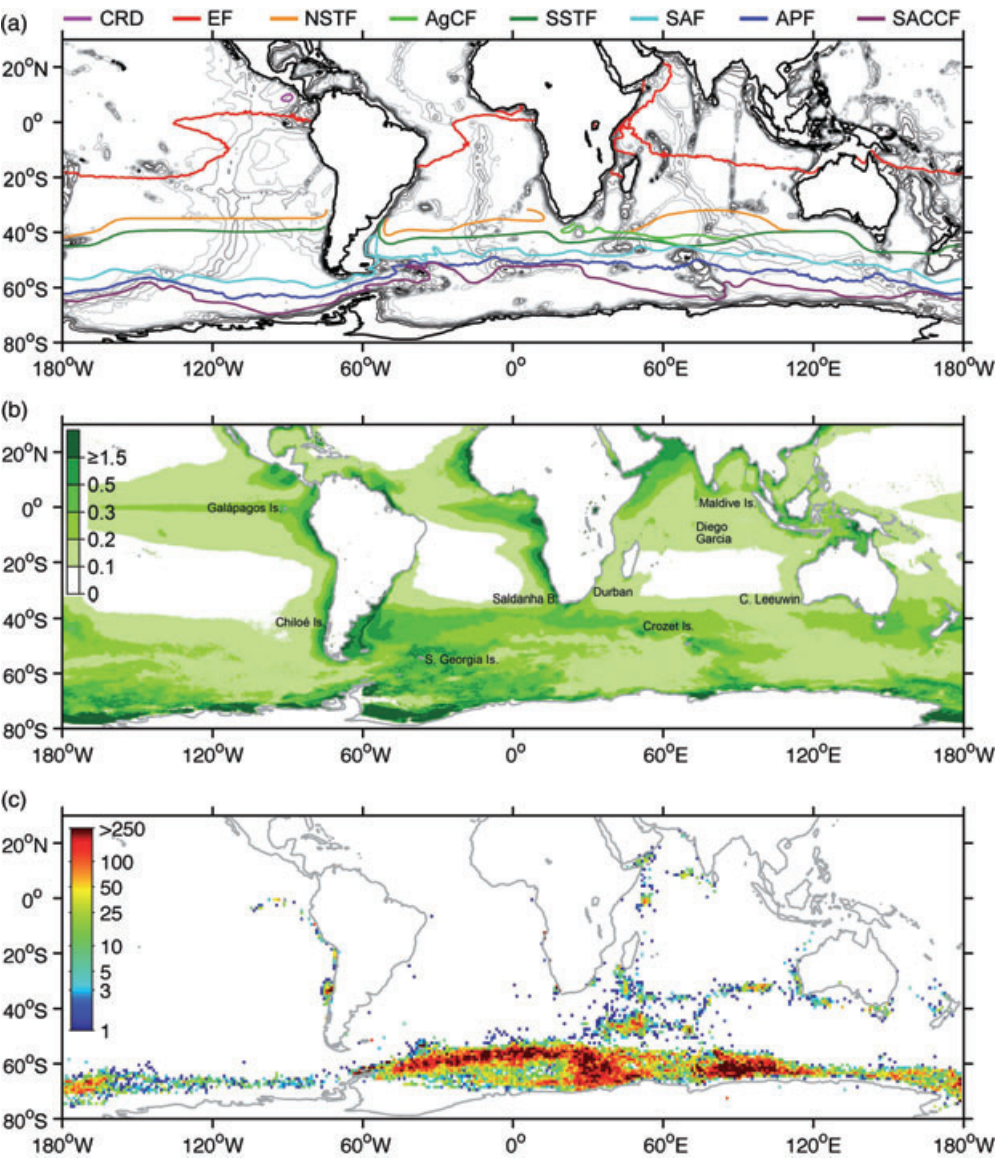 CRD EF NSTF AgCF SSTF SAF APF SACCF
(a)
20°N
0°
20°S
40°S
60°S
80°S
180°W 120°W 60°W 0° 60°E 120°E 180°W
(b)
≥1.5
0.5
0.3
0.2
0.1
0
20°N
0°
20°S
40°S
60°S
80°S
Galápagos Is.
Maldive Is.
Diego
Garcia
Saldanha B.
Durban
C. Leeuwin
Chiloé Is.
Crozet Is.
S. Georgia Is.
180°W 120°W 60°W 0° 60°E 120°E 180°W
(c)
>250
100
50
25
10
5
3
1
20°N
0°
20°S
40°S
60°S
80°S
180°W 120°W 60°W 0° 60°E 120°E 180°W